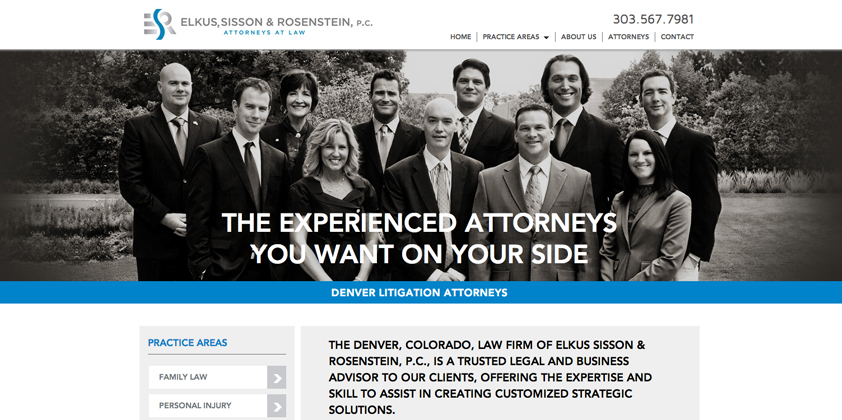 ESR ELKUS, SISSON & ROSENSTEIN, P.C.
ATTORNEYS AT LAW
303.567.7981
HOME PRACTICE AREAS ABOUT US ATTORNEYS CONTACT
THE EXPERIENCED ATTORNEYS
YOU WANT ON YOUR SIDE
DENVER LITIGATION ATTORNEYS
PRACTICE AREAS
FAMILY LAW
PERSONAL INJURY
THE DENVER, COLORADO, LAW FIRM OF ELKUS SISSON &
ROSENSTEIN, P.C., IS A TRUSTED LEGAL AND BUSINESS
ADVISOR TO OUR CLIENTS, OFFERING THE EXPERTISE AND
SKILL TO ASSIST IN CREATING CUSTOMIZED STRATEGIC
SOLUTIONS.